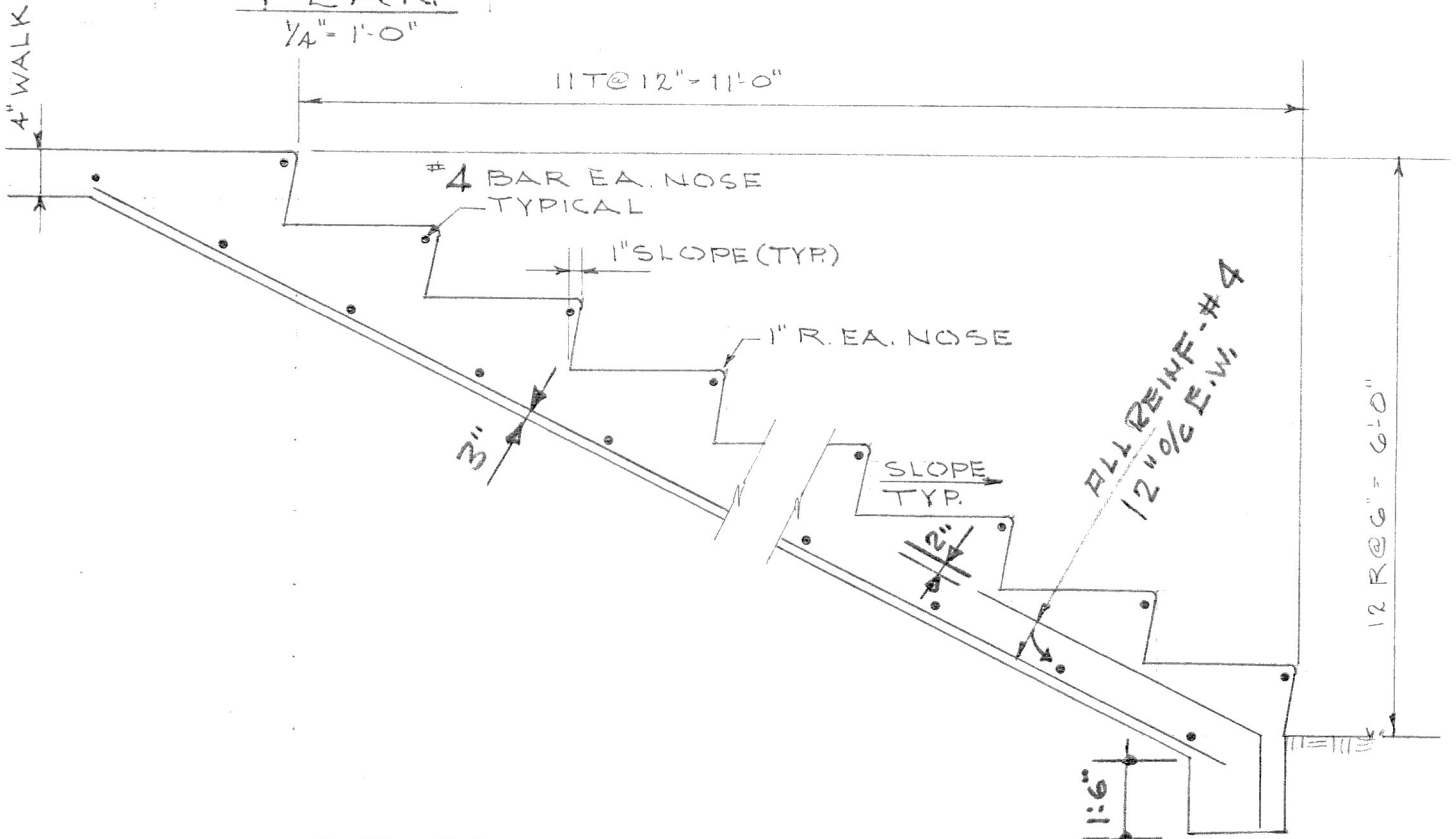 PLAN
1/4" = 1'-0"
4" WALK
11 T @ 12" = 11'-0"
#4 BAR EA. NOSE
TYPICAL
1" SLOPE (TYP.)
1" R. EA. NOSE
3"
SLOPE
TYP.
2"
ALL REINF - #4
12" O/C E.W.
12 R @ 6" = 6'-0"
1'-6"